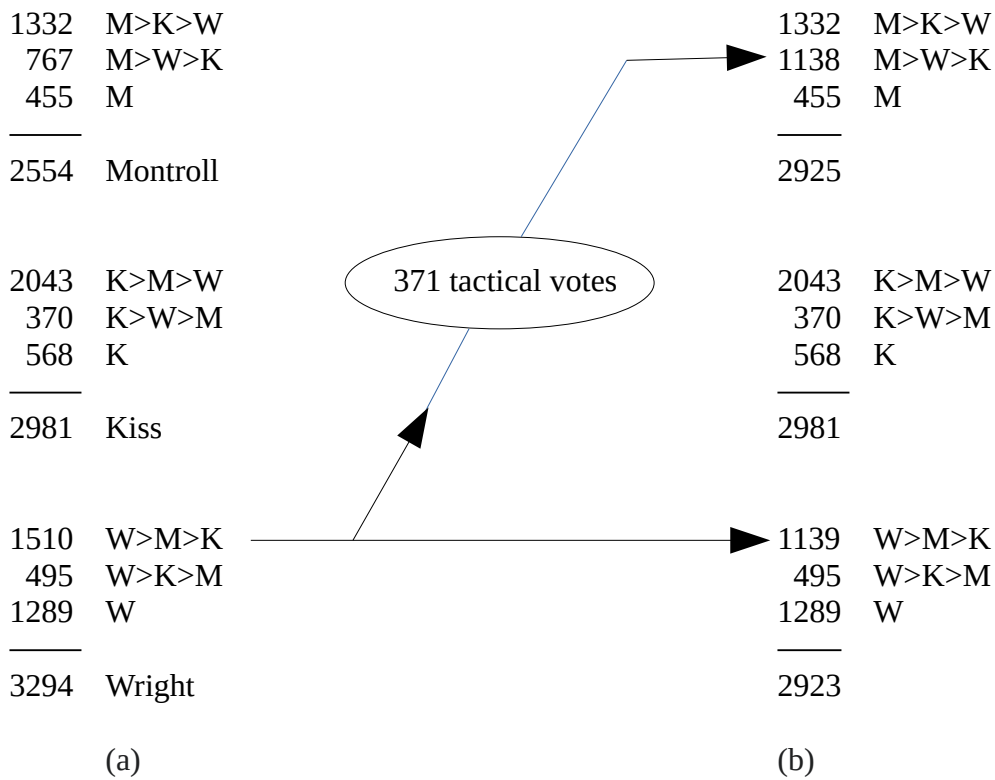 1332 M>K>W
767 M>W>K
455 M
2554 Montroll
2043 K>M>W
370 K>W>M
568 K
2981 Kiss
1510 W>M>K
495 W>K>M
1289 W
3294 Wright
(a)
371 tactical votes
1332 M>K>W
1138 M>W>K
455 M
2925
2043 K>M>W
370 K>W>M
568 K
2981
1139 W>M>K
495 W>K>M
1289 W
2923
(b)